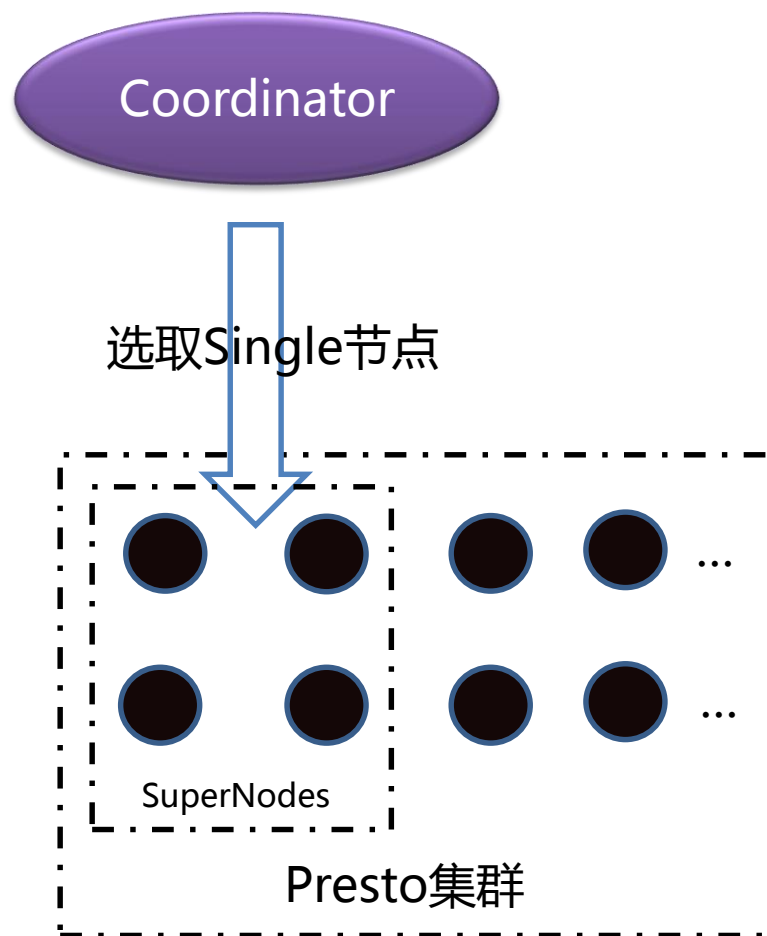 Coordinator
选取Single节点
...
...
SuperNodes
Presto集群